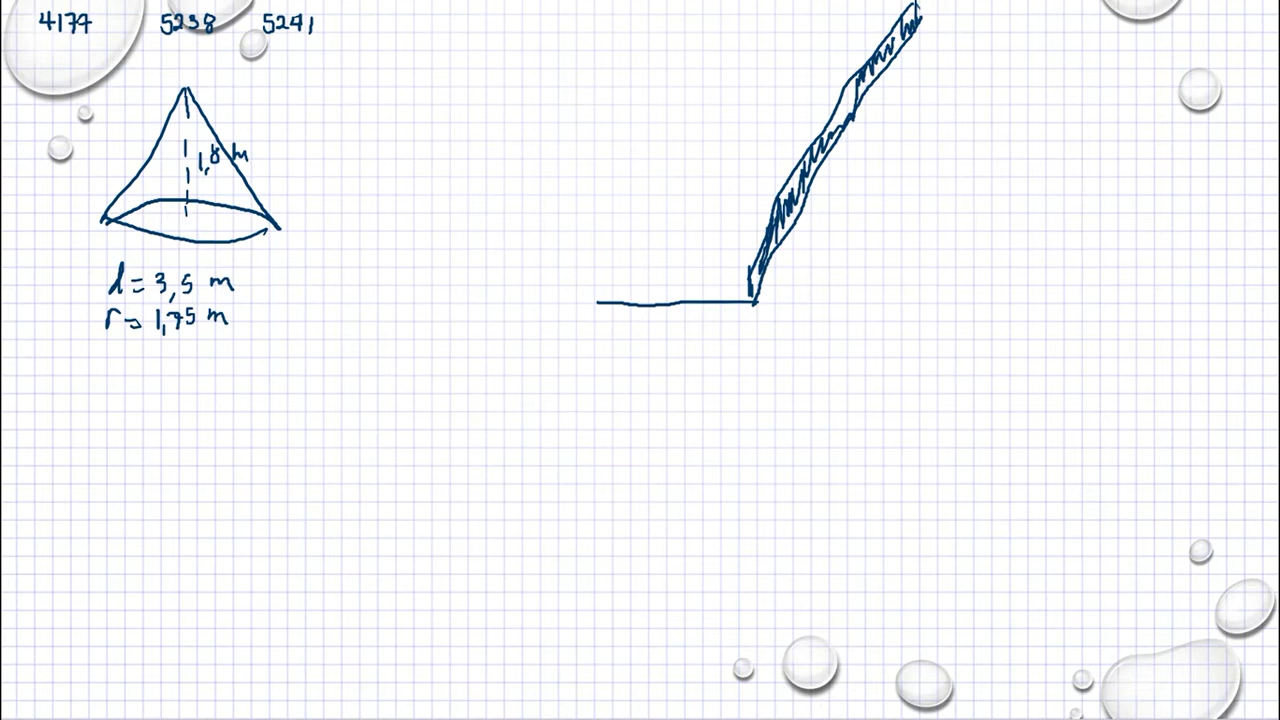 4174 5238 5241
1,8 m
d = 3,5 m
r = 1,75 m